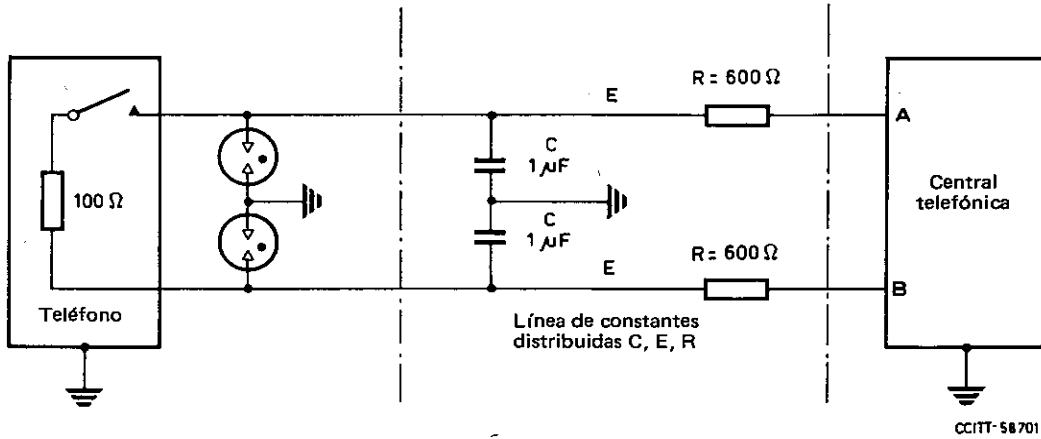 R = 600 Ω
E
A
C
1 µF
100 Ω
Central
telefónica
C
1 µF
R = 600 Ω
E
B
Teléfono
Línea de constantes
distribuidas C, E, R
CCITT-58701